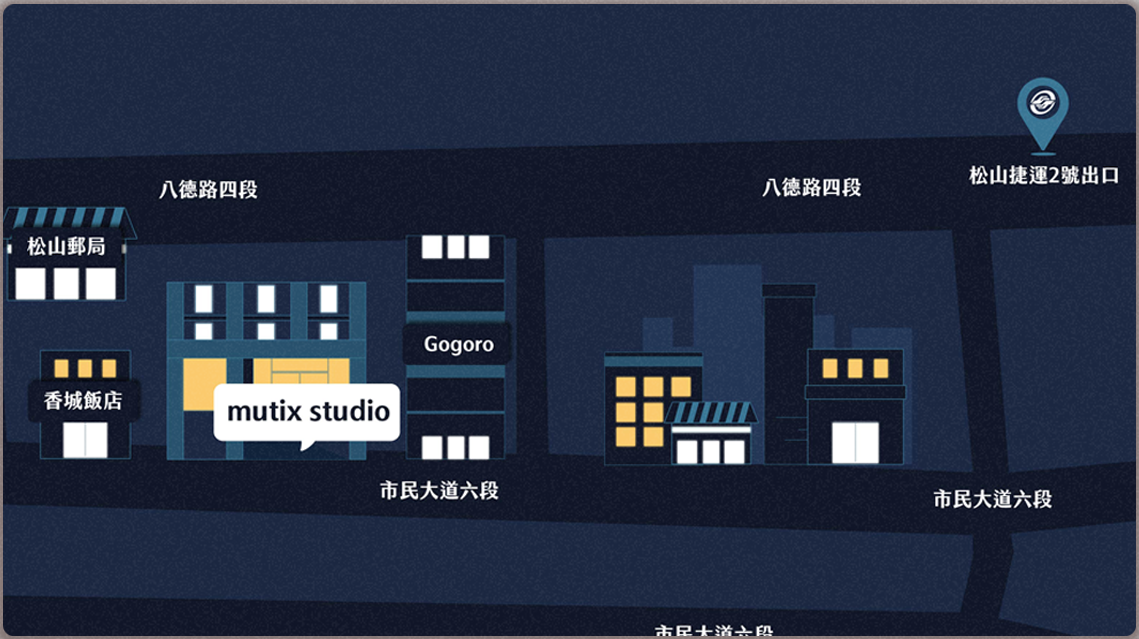 松山捷運2號出口
八德路四段
八德路四段
松山郵局
Gogoro
香城飯店
mutix studio
市民大道六段
市民大道六段
市民大道六段